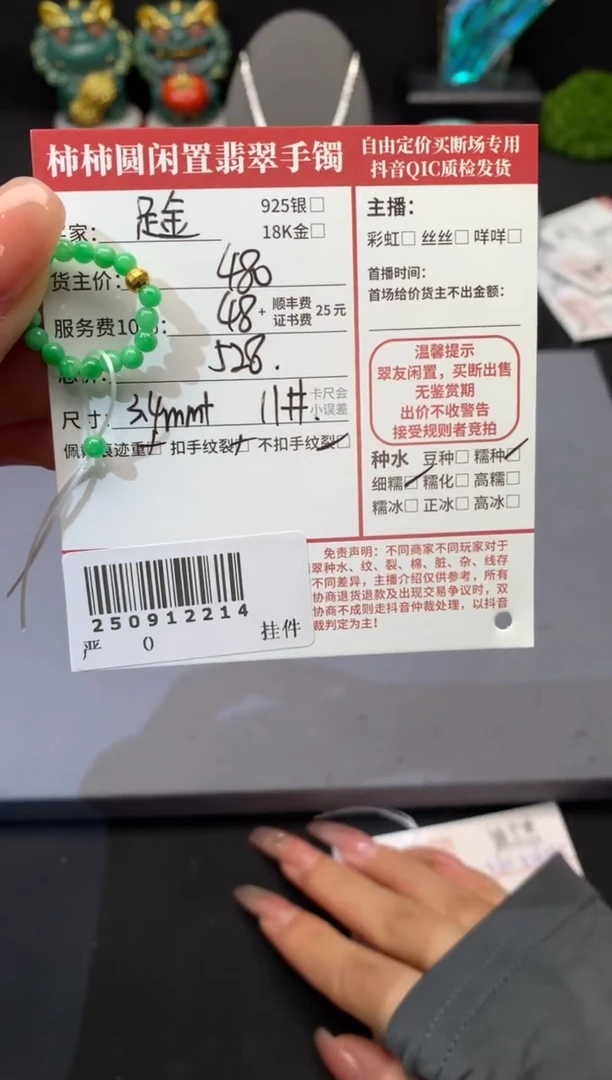 柿柿圆闲置翡翠手镯
自由定价买断场专用
抖音QIC质检发货
足金
925银□
家:
18K金□
货主价: 480
服务费10 : 48 + 顺丰费 证书费 25元
528.
尺寸: 3.4mm+ 11#. 卡尺会小误差
佩 痕迹重□ 扣手纹裂□ 不扣手纹裂□
主播:
彩虹□ 丝丝□ 咩咩□
首播时间:
首场给价货主不出金额:
温馨提示
翠友闲置，买断出售
无鉴赏期
出价不收警告
接受规则者竞拍
种水 豆种□ 糯种□
细糯□ 糯化□ 高糯□
糯冰□ 正冰□ 高冰□
免责声明: 不同商家不同玩家对于
翠种水、纹、裂、棉、脏、杂、线存
不同差异，主播介绍仅供参考，所有
协商退货退款及出现交易争议时，双
协商不成则走抖音仲裁处理，以抖音
裁判定为主!
250912214
严 0 挂件